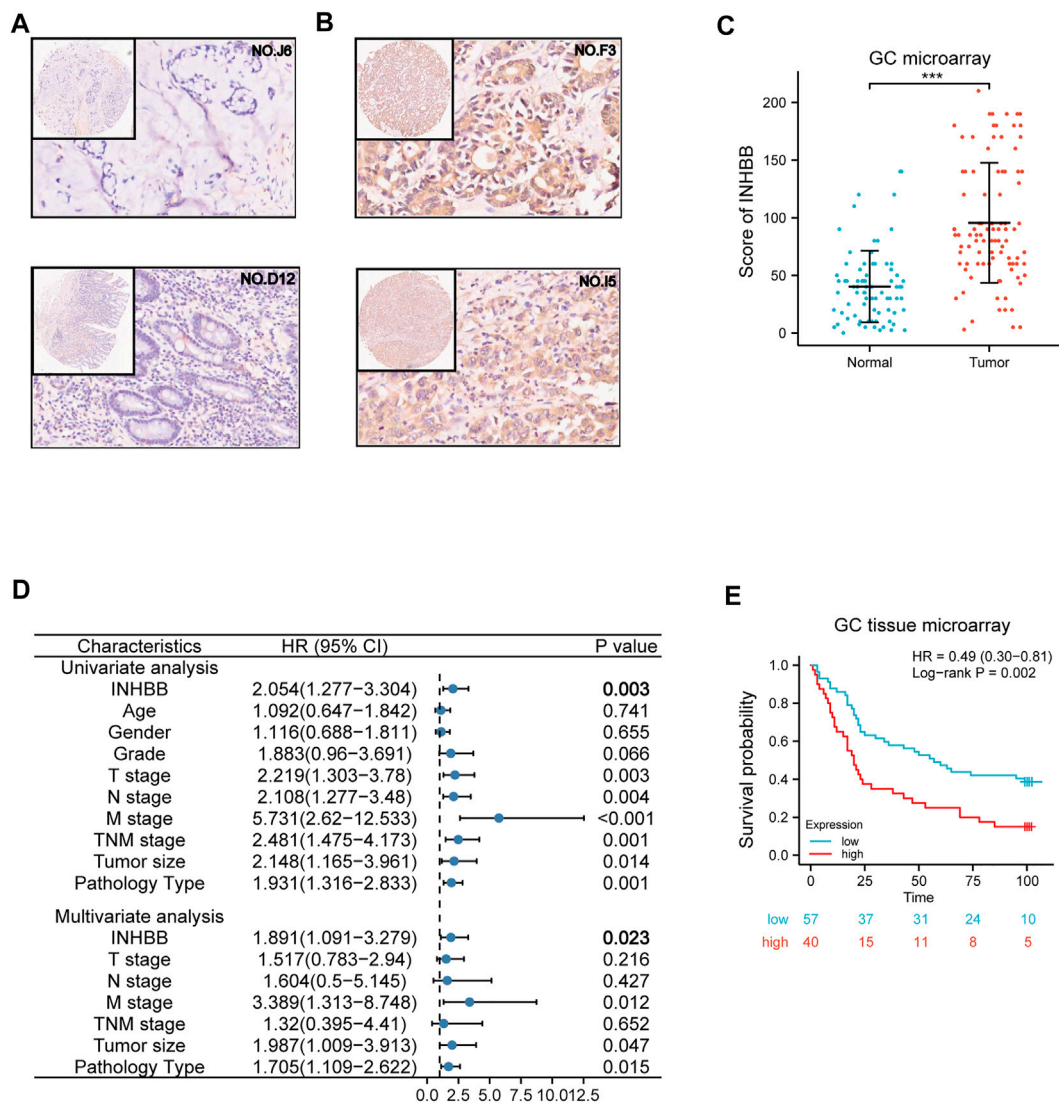 A
NO.J6
NO.D12
B
NO.F3
NO.I5
C
GC microarray
***
Score of INHBB
200
150
100
50
0
Normal
Tumor
D
Characteristics HR (95% CI) P value
Univariate analysis
INHBB 2.054(1.277−3.304) 0.003
Age 1.092(0.647−1.842) 0.741
Gender 1.116(0.688−1.811) 0.655
Grade 1.883(0.96−3.691) 0.066
T stage 2.219(1.303−3.78) 0.003
N stage 2.108(1.277−3.48) 0.004
M stage 5.731(2.62−12.533) <0.001
TNM stage 2.481(1.475−4.173) 0.001
Tumor size 2.148(1.165−3.961) 0.014
Pathology Type 1.931(1.316−2.833) 0.001
Multivariate analysis
INHBB 1.891(1.091−3.279) 0.023
T stage 1.517(0.783−2.94) 0.216
N stage 1.604(0.5−5.145) 0.427
M stage 3.389(1.313−8.748) 0.012
TNM stage 1.32(0.395−4.41) 0.652
Tumor size 1.987(1.009−3.913) 0.047
Pathology Type 1.705(1.109−2.622) 0.015
0.0 2.5 5.0 7.5 10.0 12.5
E
GC tissue microarray
HR = 0.49 (0.30−0.81)
Log−rank P = 0.002
Survival probability
1.0
0.8
0.6
0.4
0.2
0.0
Expression
low
high
0 25 50 75 100
Time
low 57 37 31 24 10
high 40 15 11 8 5